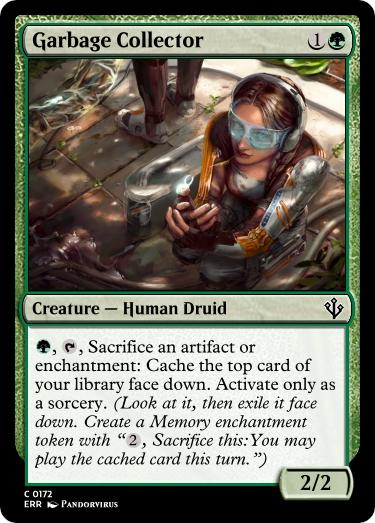 Garbage Collector 1
Creature — Human Druid
, , Sacrifice an artifact or
enchantment: Cache the top card of
your library face down. Activate only as
a sorcery. (Look at it, then exile it face
down. Create a Memory enchantment
token with “2, Sacrifice this:You may
play the cached card this turn.”)
2/2
C 0172
ERR Pandorvirus